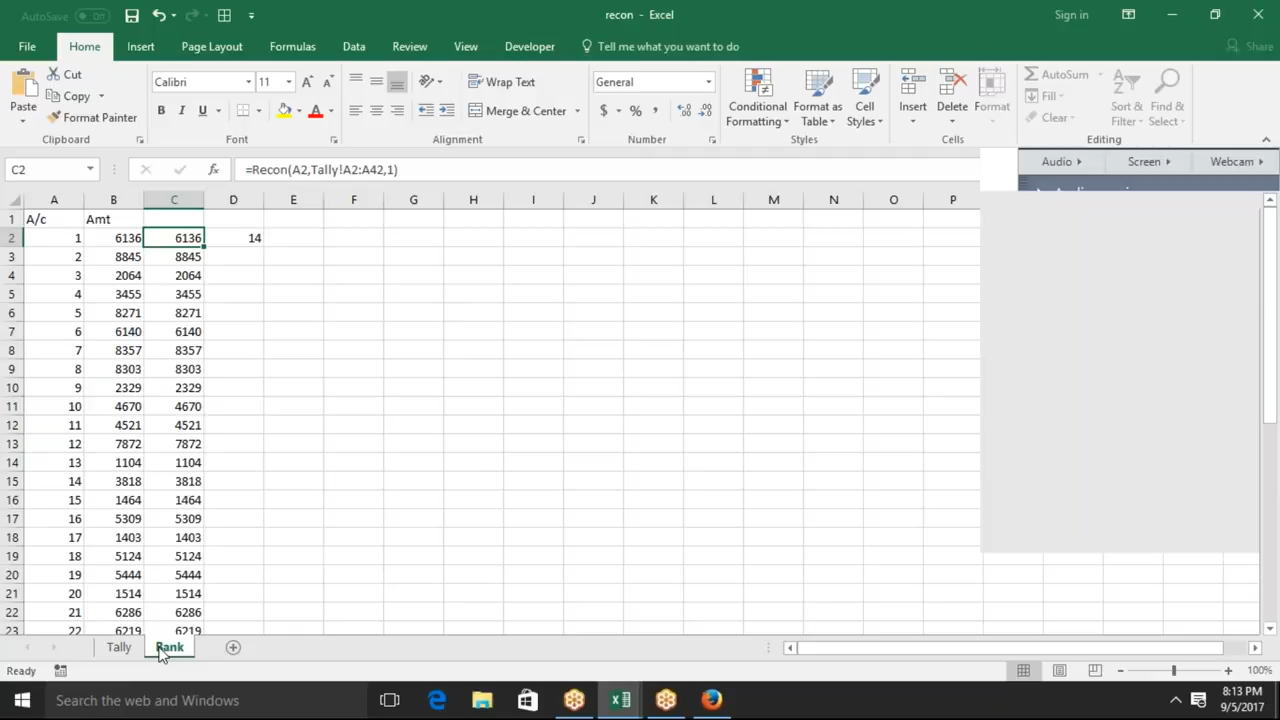 AutoSave Off recon - Excel Sign in
File Home Insert Page Layout Formulas Data Review View Developer Tell me what you want to do Share
Paste Cut Copy Format Painter Clipboard
Calibri 11 B I U A Font
Wrap Text Merge & Center Alignment
General $ % , Number
Conditional Formatting Format as Table Cell Styles Styles
Insert Delete Format Cells
AutoSum Fill Clear Sort & Filter Find & Select Editing
C2 fx =Recon(A2,Tally!A2:A42,1)
Audio Screen Webcam
A B C D E F G H I J K L M N O P
1 A/c Amt
2 1 6136 6136 14
3 2 8845 8845
4 3 2064 2064
5 4 3455 3455
6 5 8271 8271
7 6 6140 6140
8 7 8357 8357
9 8 8303 8303
10 9 2329 2329
11 10 4670 4670
12 11 4521 4521
13 12 7872 7872
14 13 1104 1104
15 14 3818 3818
16 15 1464 1464
17 16 5309 5309
18 17 1403 1403
19 18 5124 5124
20 19 5444 5444
21 20 1514 1514
22 21 6286 6286
23 22 6219 6219
Tally Rank
Ready 100%
Search the web and Windows 8:13 PM
9/5/2017